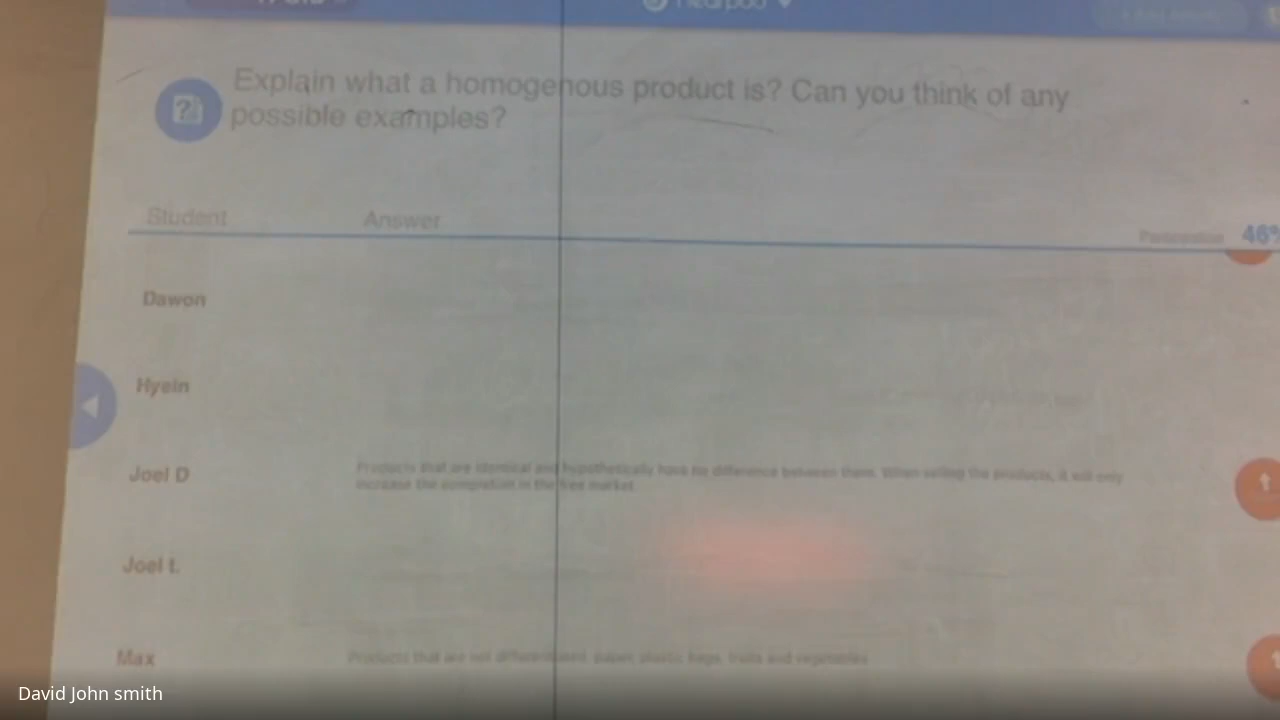 nearpod
Explain what a homogenous product is? Can you think of any
possible examples?
Student Answer
Participation 46%
Dawon
Hyein
Joel D Products that are identical and hypothetically have no difference between them. When selling the products, it will only
increase the competition in the free market.
Joel t.
Max Products that are not differentiated, paper, plastic bags, fruits and vegetables
David John smith